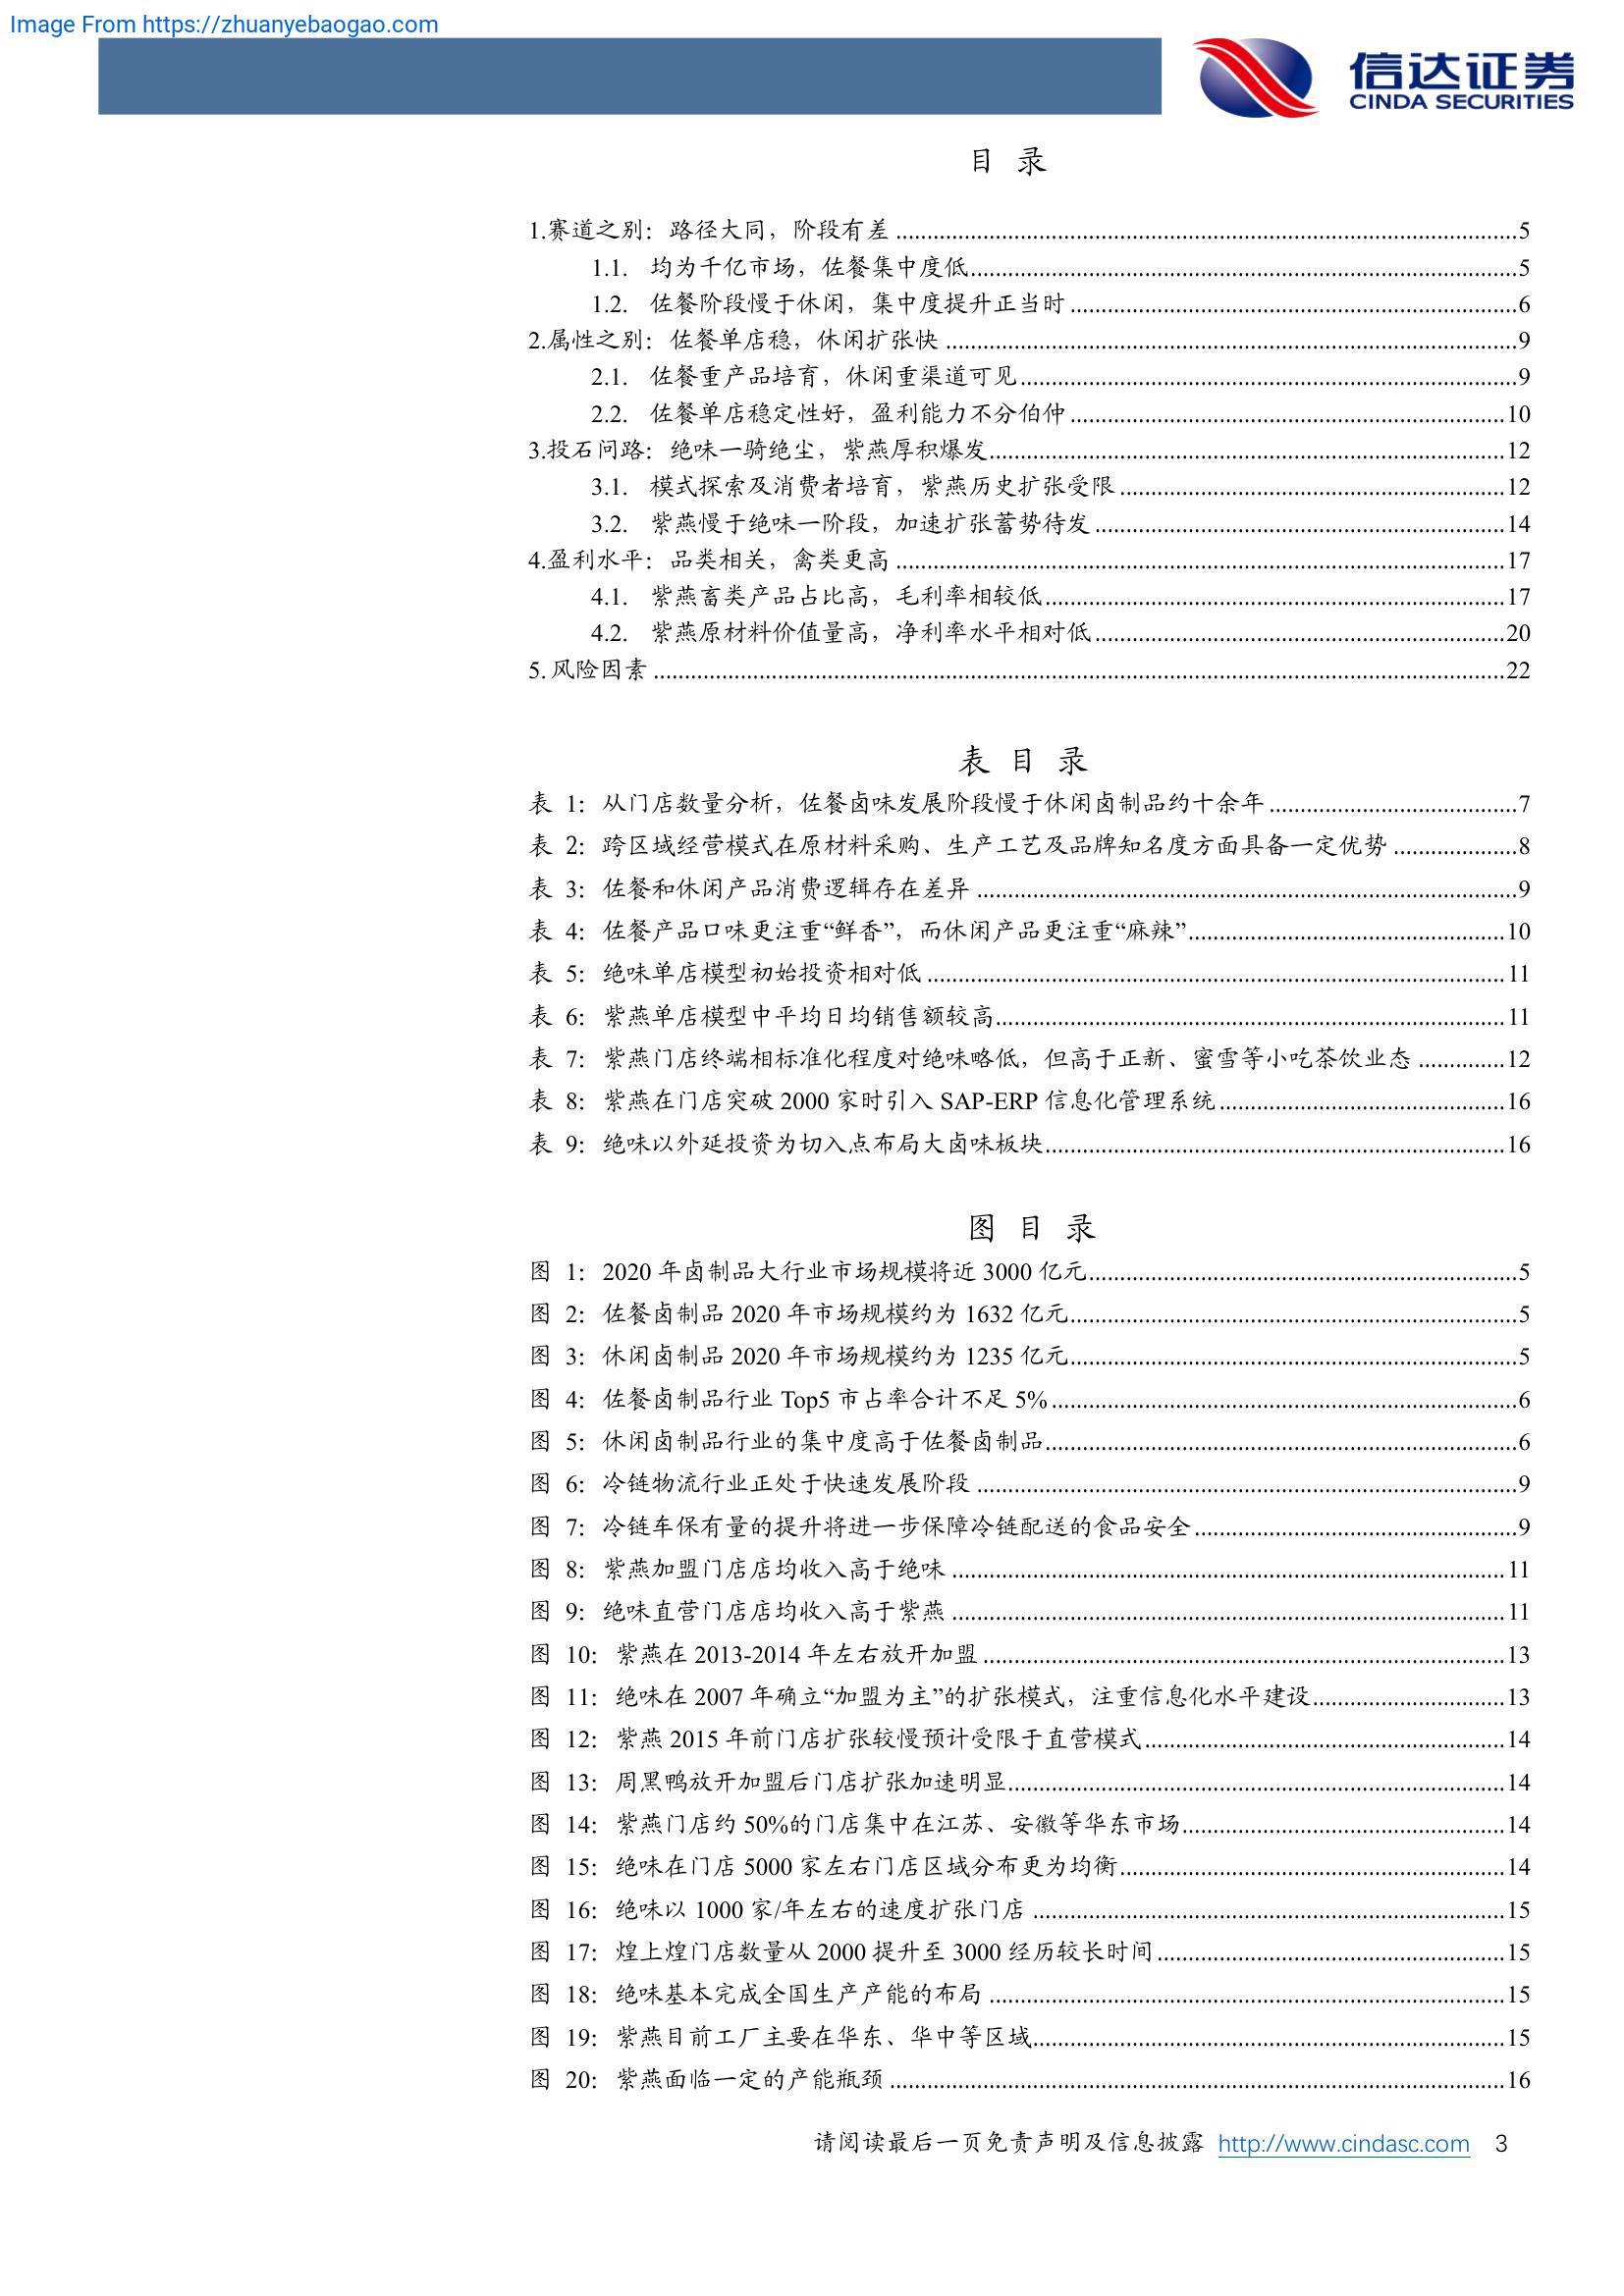 Image From https://zhuanyebaogao.com
信达证券
CINDA SECURITIES
目 录
1.赛道之别：路径大同，阶段有差 5
1.1. 均为千亿市场，佐餐集中度低 5
1.2. 佐餐阶段慢于休闲，集中度提升正当时 6
2.属性之别：佐餐单店稳，休闲扩张快 9
2.1. 佐餐重产品培育，休闲重渠道可见 9
2.2. 佐餐单店稳定性好，盈利能力不分伯仲 10
3.投石问路：绝味一骑绝尘，紫燕厚积爆发 12
3.1. 模式探索及消费者培育，紫燕历史扩张受限 12
3.2. 紫燕慢于绝味一阶段，加速扩张蓄势待发 14
4.盈利水平：品类相关，禽类更高 17
4.1. 紫燕畜类产品占比高，毛利率相较低 17
4.2. 紫燕原材料价值量高，净利率水平相对低 20
5. 风险因素 22
表 目 录
表 1：从门店数量分析，佐餐卤味发展阶段慢于休闲卤制品约十余年 7
表 2：跨区域经营模式在原材料采购、生产工艺及品牌知名度方面具备一定优势 8
表 3：佐餐和休闲产品消费逻辑存在差异 9
表 4：佐餐产品口味更注重“鲜香”，而休闲产品更注重“麻辣” 10
表 5：绝味单店模型初始投资相对低 11
表 6：紫燕单店模型中平均日均销售额较高 11
表 7：紫燕门店终端相标准化程度对绝味略低，但高于正新、蜜雪等小吃茶饮业态 12
表 8：紫燕在门店突破 2000 家时引入 SAP-ERP 信息化管理系统 16
表 9：绝味以外延投资为切入点布局大卤味板块 16
图 目 录
图 1：2020 年卤制品大行业市场规模将近 3000 亿元 5
图 2：佐餐卤制品 2020 年市场规模约为 1632 亿元 5
图 3：休闲卤制品 2020 年市场规模约为 1235 亿元 5
图 4：佐餐卤制品行业 Top5 市占率合计不足 5% 6
图 5：休闲卤制品行业的集中度高于佐餐卤制品 6
图 6：冷链物流行业正处于快速发展阶段 9
图 7：冷链车保有量的提升将进一步保障冷链配送的食品安全 9
图 8：紫燕加盟门店店均收入高于绝味 11
图 9：绝味直营门店店均收入高于紫燕 11
图 10：紫燕在 2013-2014 年左右放开加盟 13
图 11：绝味在 2007 年确立“加盟为主”的扩张模式，注重信息化水平建设 13
图 12：紫燕 2015 年前门店扩张较慢预计受限于直营模式 14
图 13：周黑鸭放开加盟后门店扩张加速明显 14
图 14：紫燕门店约 50%的门店集中在江苏、安徽等华东市场 14
图 15：绝味在门店 5000 家左右门店区域分布更为均衡 14
图 16：绝味以 1000 家/年左右的速度扩张门店 15
图 17：煌上煌门店数量从 2000 提升至 3000 经历较长时间 15
图 18：绝味基本完成全国生产产能的布局 15
图 19：紫燕目前工厂主要在华东、华中等区域 15
图 20：紫燕面临一定的产能瓶颈 16
请阅读最后一页免责声明及信息披露 http://www.cindasc.com 3